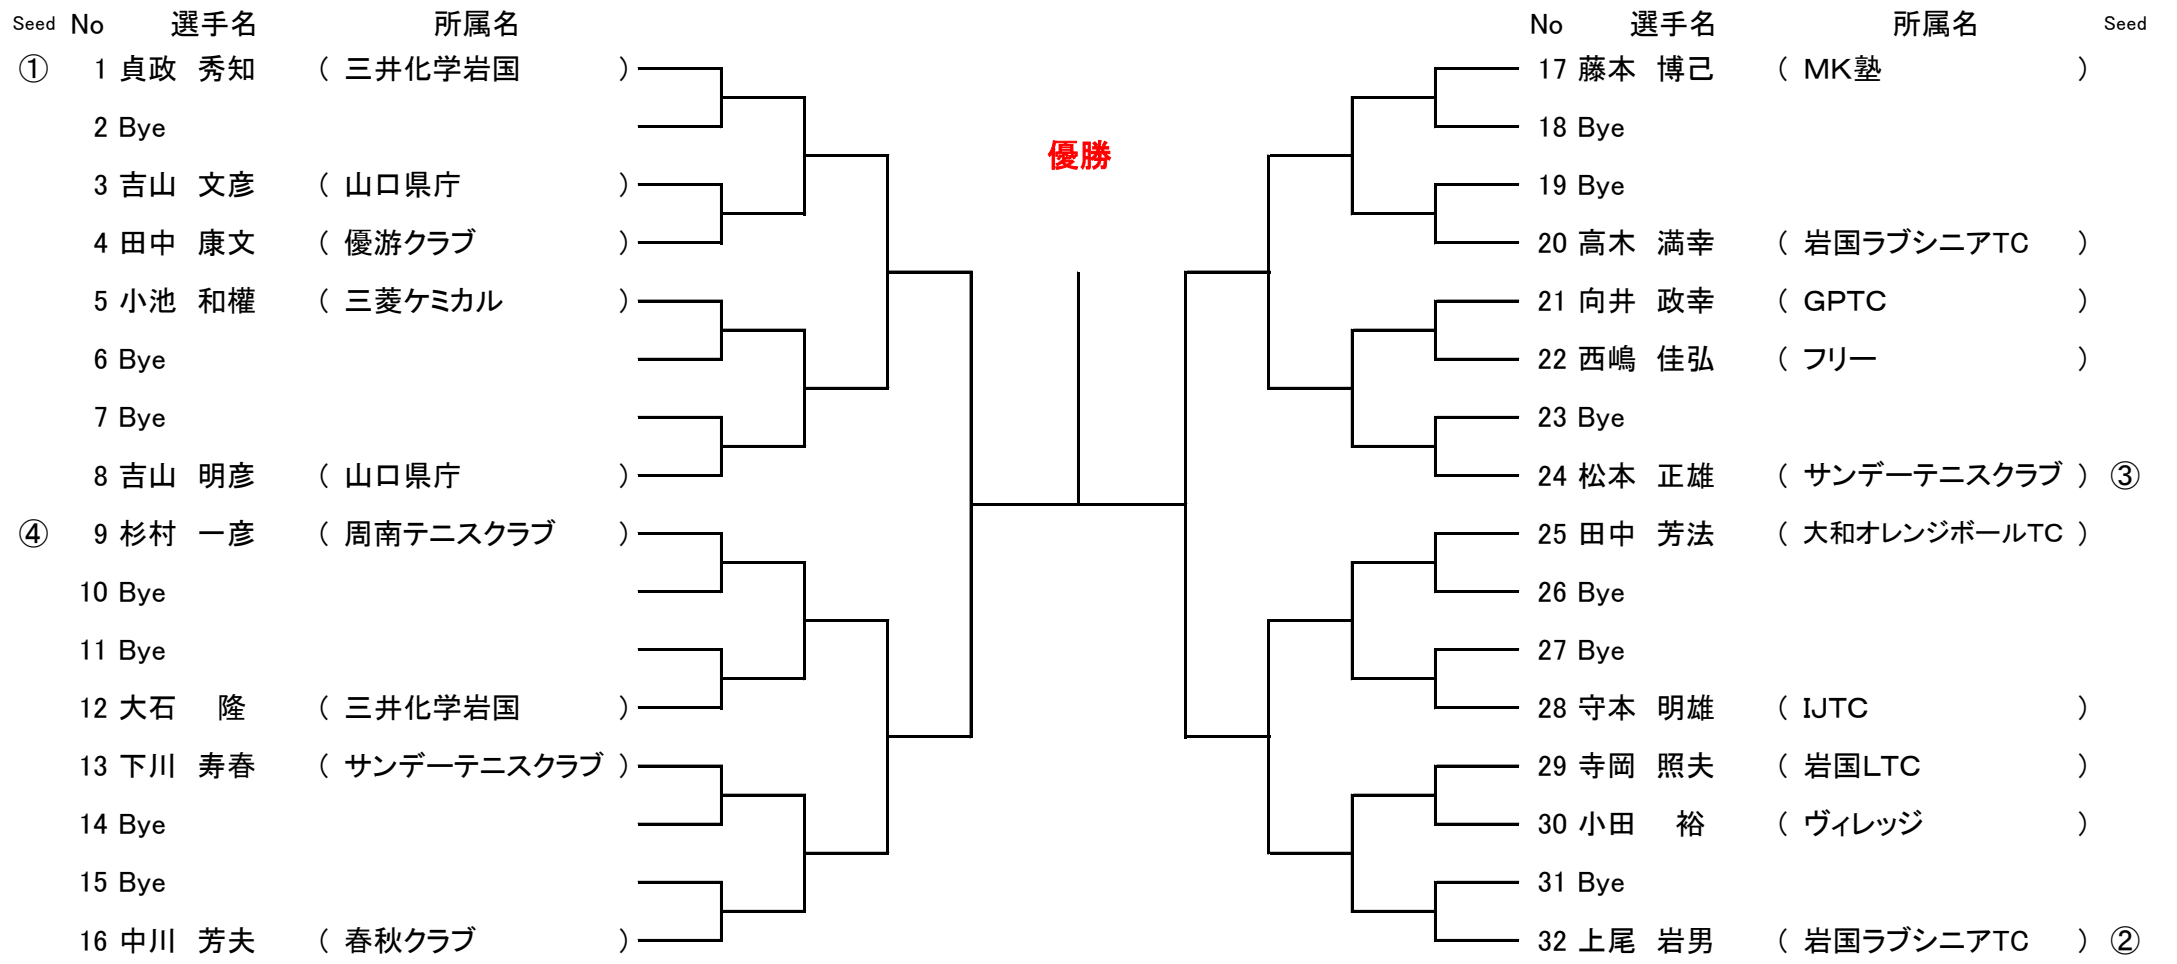 Seed No 選手名 所属名
① 1 貞政 秀知 ( 三井化学岩国 )
2 Bye
3 吉山 文彦 ( 山口県庁 )
4 田中 康文 ( 優游クラブ )
5 小池 和權 ( 三菱ケミカル )
6 Bye
7 Bye
8 吉山 明彦 ( 山口県庁 )
④ 9 杉村 一彦 ( 周南テニスクラブ )
10 Bye
11 Bye
12 大石 隆 ( 三井化学岩国 )
13 下川 寿春 ( サンデーテニスクラブ )
14 Bye
15 Bye
16 中川 芳夫 ( 春秋クラブ )
優勝
No 選手名 所属名 Seed
17 藤本 博己 ( MK塾 )
18 Bye
19 Bye
20 高木 満幸 ( 岩国ラブシニアTC )
21 向井 政幸 ( GPTC )
22 西嶋 佳弘 ( フリー )
23 Bye
24 松本 正雄 ( サンデーテニスクラブ ) ③
25 田中 芳法 ( 大和オレンジボールTC )
26 Bye
27 Bye
28 守本 明雄 ( IJTC )
29 寺岡 照夫 ( 岩国LTC )
30 小田 裕 ( ヴィレッジ )
31 Bye
32 上尾 岩男 ( 岩国ラブシニアTC ) ②